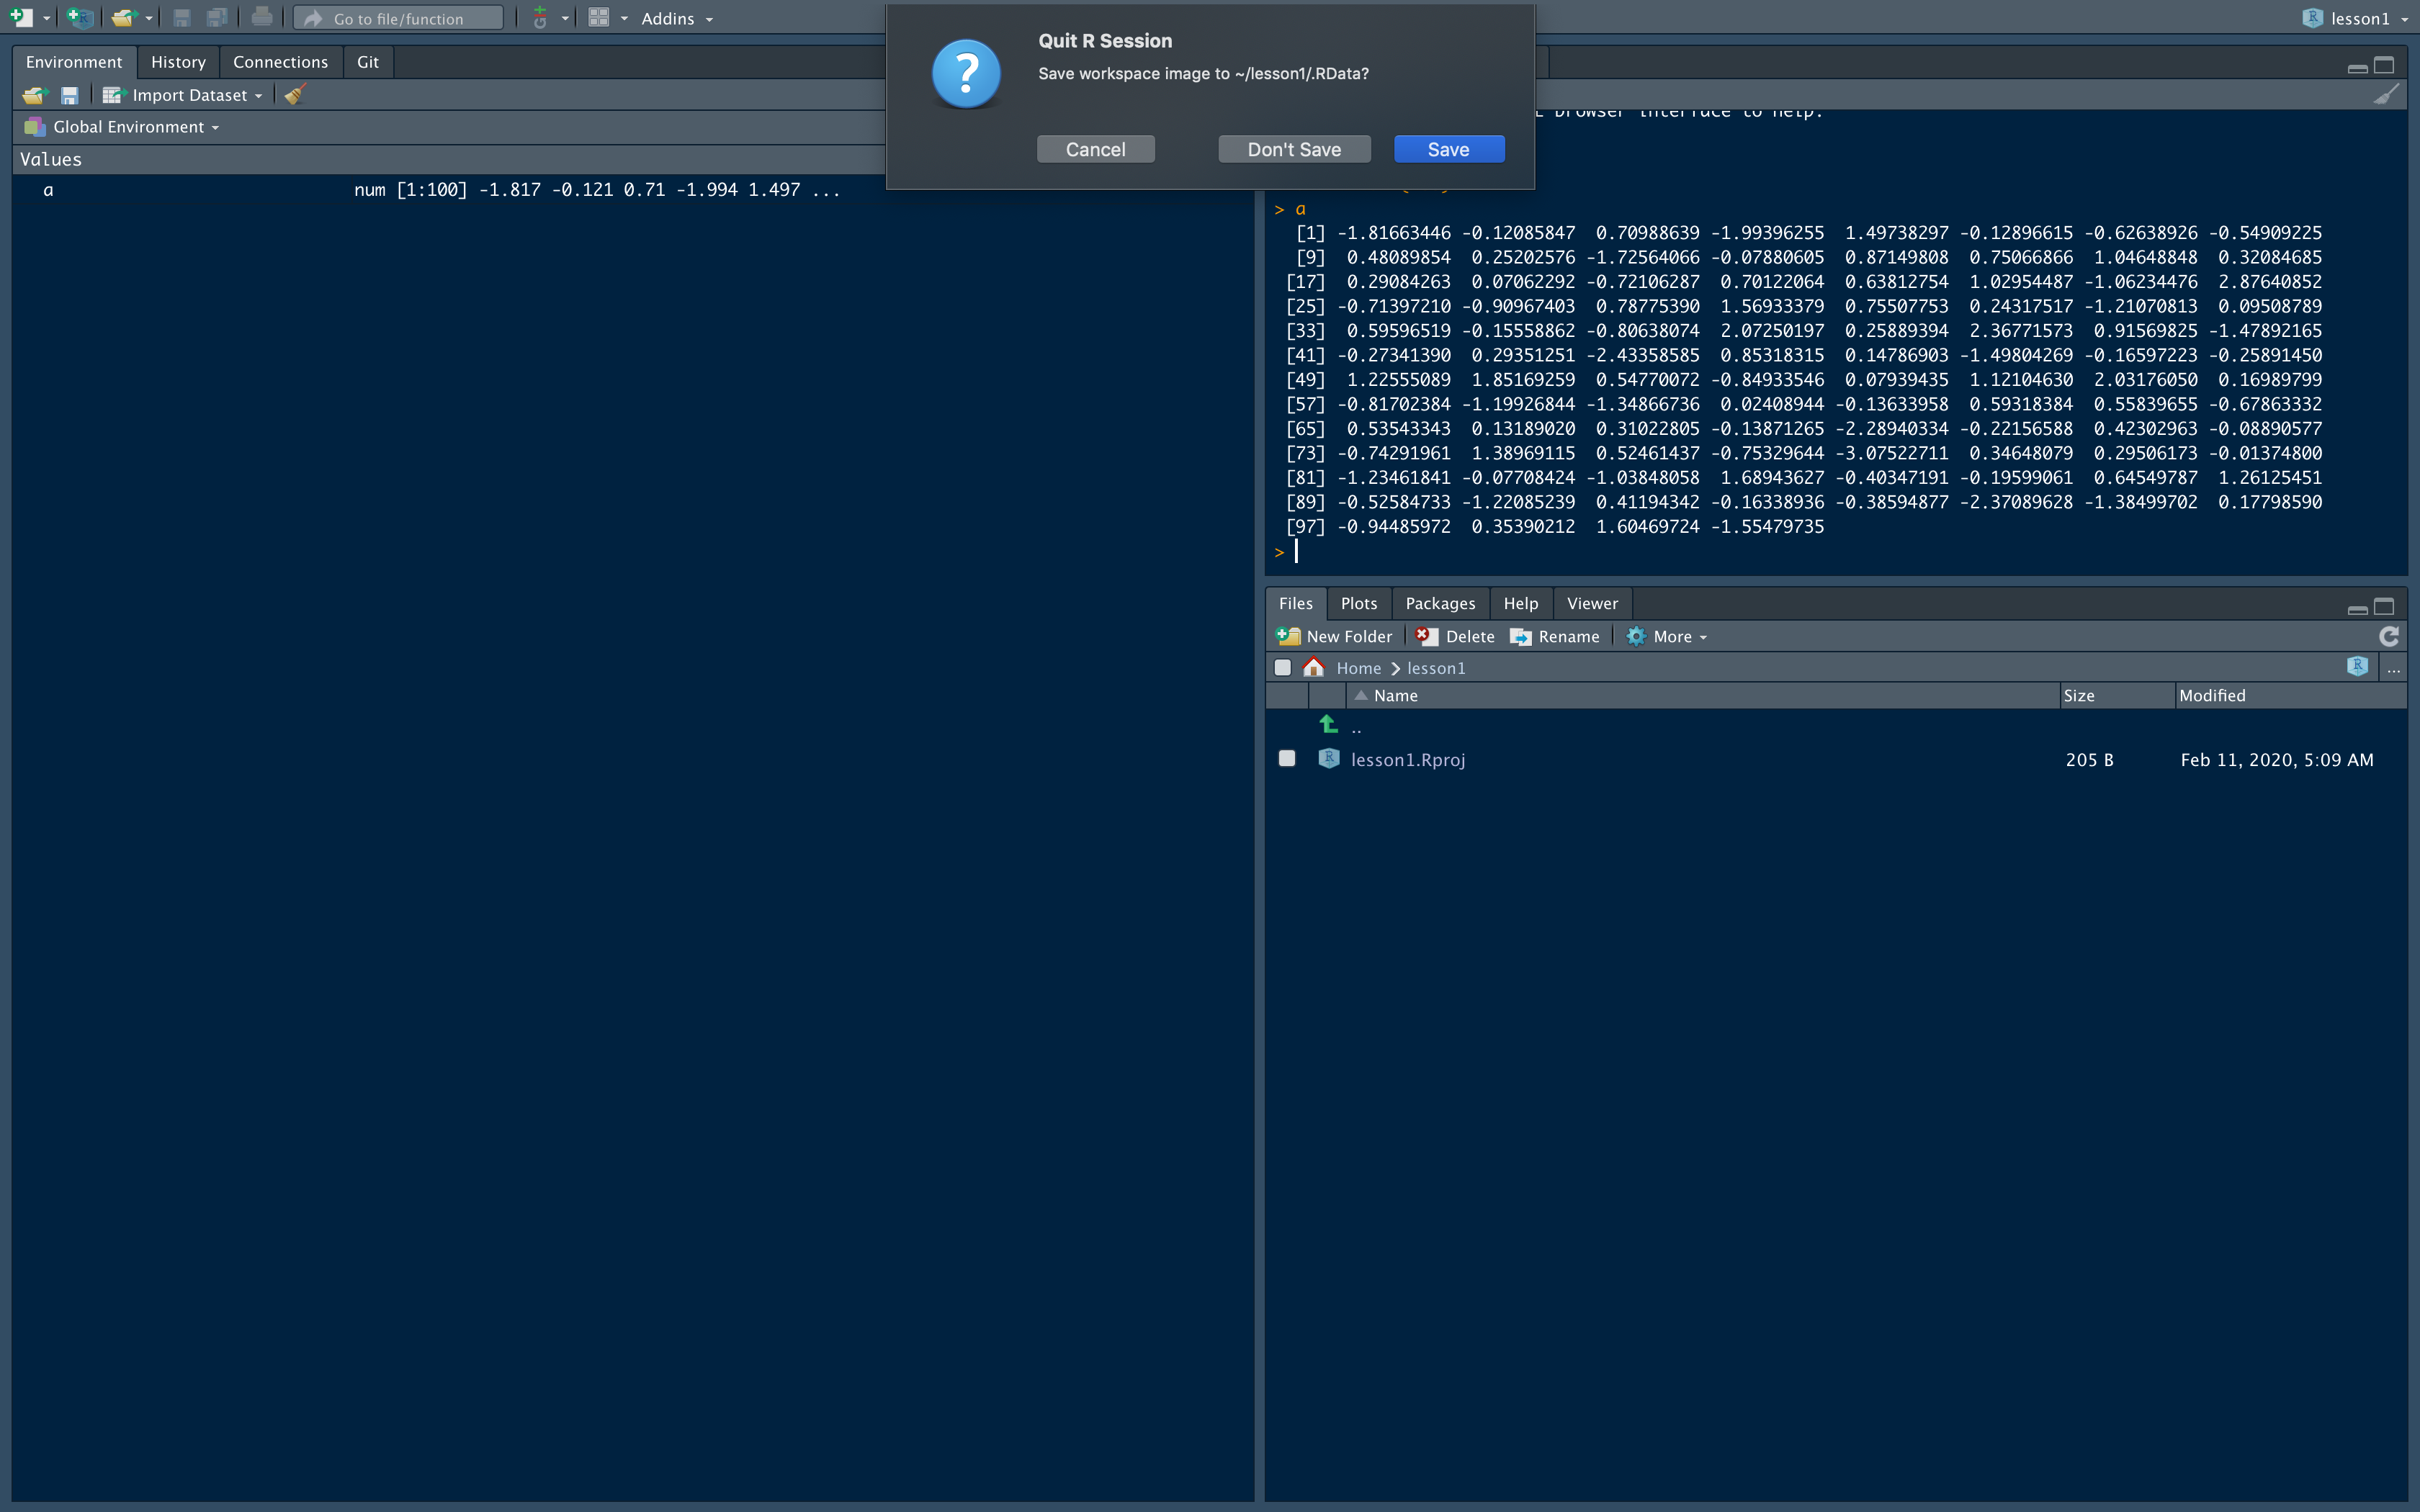 Go to file/function
Addins
lesson1
Quit R Session
Save workspace image to ~/lesson1/.RData?
Cancel Don't Save Save
Environment History Connections Git
Import Dataset
Global Environment
Values
a num [1:100] -1.817 -0.121 0.71 -1.994 1.497 ...
browser interface to help.
> a
[1] -1.81663446 -0.12085847 0.70988639 -1.99396255 1.49738297 -0.12896615 -0.62638926 -0.54909225
[9] 0.48089854 0.25202576 -1.72564066 -0.07880605 0.87149808 0.75066866 1.04648848 0.32084685
[17] 0.29084263 0.07062292 -0.72106287 0.70122064 0.63812754 1.02954487 -1.06234476 2.87640852
[25] -0.71397210 -0.90967403 0.78775390 1.56933379 0.75507753 0.24317517 -1.21070813 0.09508789
[33] 0.59596519 -0.15558862 -0.80638074 2.07250197 0.25889394 2.36771573 0.91569825 -1.47892165
[41] -0.27341390 0.29351251 -2.43358585 0.85318315 0.14786903 -1.49804269 -0.16597223 -0.25891450
[49] 1.22555089 1.85169259 0.54770072 -0.84933546 0.07939435 1.12104630 2.03176050 0.16989799
[57] -0.81702384 -1.19926844 -1.34866736 0.02408944 -0.13633958 0.59318384 0.55839655 -0.67863332
[65] 0.53543343 0.13189020 0.31022805 -0.13871265 -2.28940334 -0.22156588 0.42302963 -0.08890577
[73] -0.74291961 1.38969115 0.52461437 -0.75329644 -3.07522711 0.34648079 0.29506173 -0.01374800
[81] -1.23461841 -0.07708424 -1.03848058 1.68943627 -0.40347191 -0.19599061 0.64549787 1.26125451
[89] -0.52584733 -1.22085239 0.41194342 -0.16338936 -0.38594877 -2.37089628 -1.38499702 0.17798590
[97] -0.94485972 0.35390212 1.60469724 -1.55479735
>
Files Plots Packages Help Viewer
New Folder Delete Rename More
Home lesson1 ...
Name Size Modified
..
lesson1.Rproj 205 B Feb 11, 2020, 5:09 AM